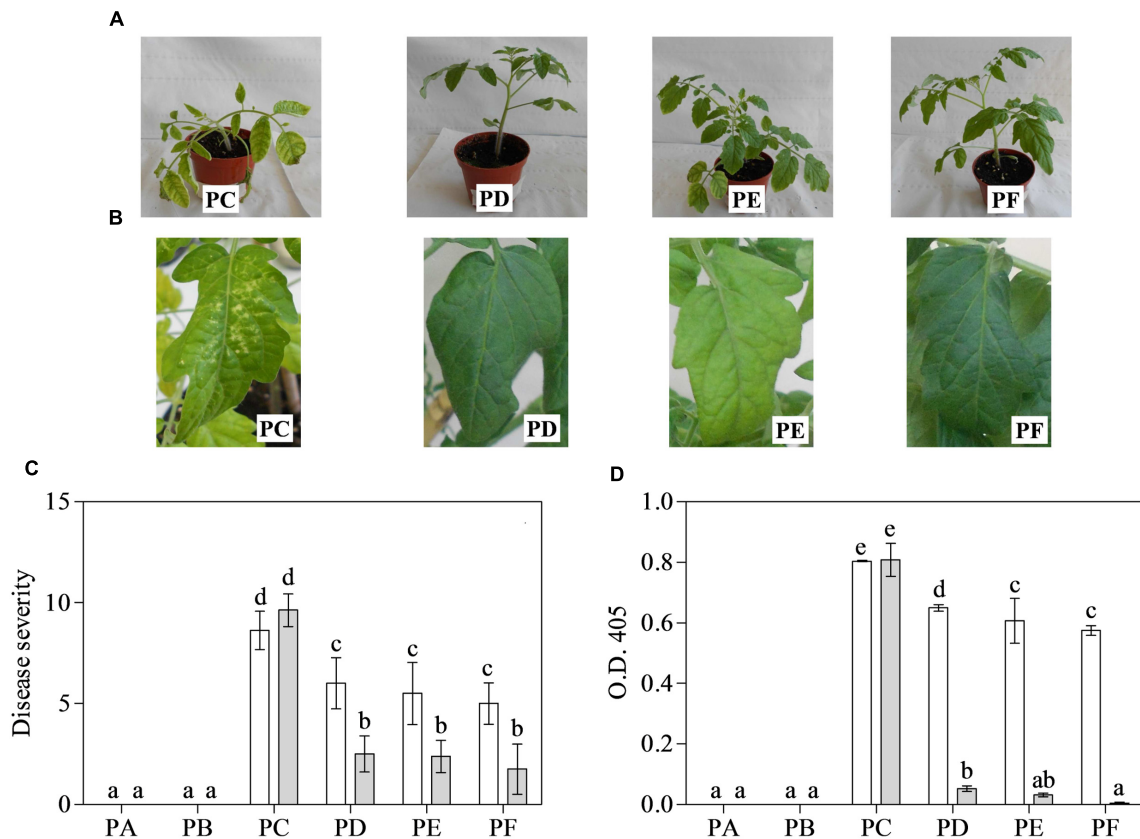 A
PC PD PE PF
B
PC PD PE PF
C
Disease severity
15
10
5
0
a a a a d d c b c b c b
PA PB PC PD PE PF
D
O.D. 405
1.0
0.8
0.6
0.4
0.2
0.0
a a a a e e d b c ab c a
PA PB PC PD PE PF